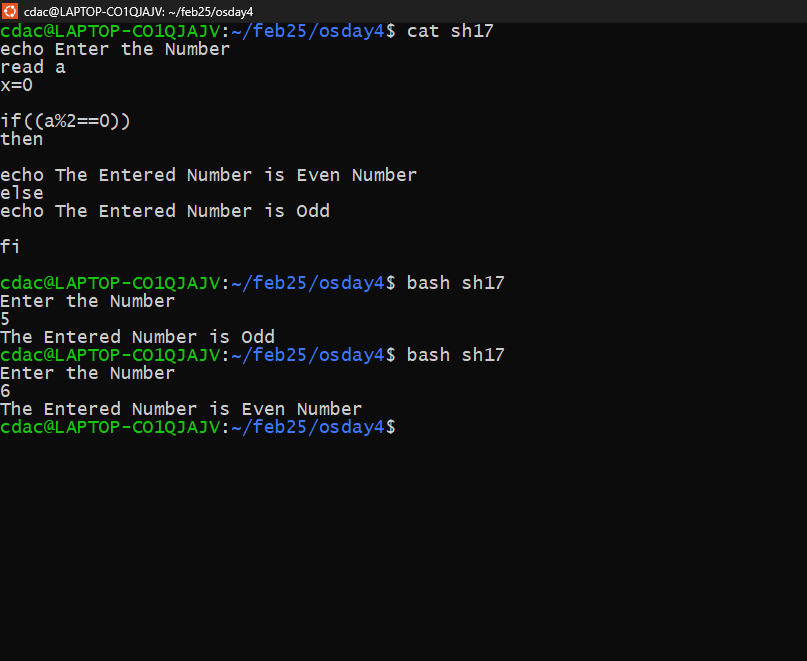 cdac@LAPTOP-CO1QJAJV: ~/feb25/osday4
cdac@LAPTOP-CO1QJAJV:~/feb25/osday4$ cat sh17
echo Enter the Number
read a
x=0
if((a%2==0))
then
echo The Entered Number is Even Number
else
echo The Entered Number is Odd
fi
cdac@LAPTOP-CO1QJAJV:~/feb25/osday4$ bash sh17
Enter the Number
5
The Entered Number is Odd
cdac@LAPTOP-CO1QJAJV:~/feb25/osday4$ bash sh17
Enter the Number
6
The Entered Number is Even Number
cdac@LAPTOP-CO1QJAJV:~/feb25/osday4$